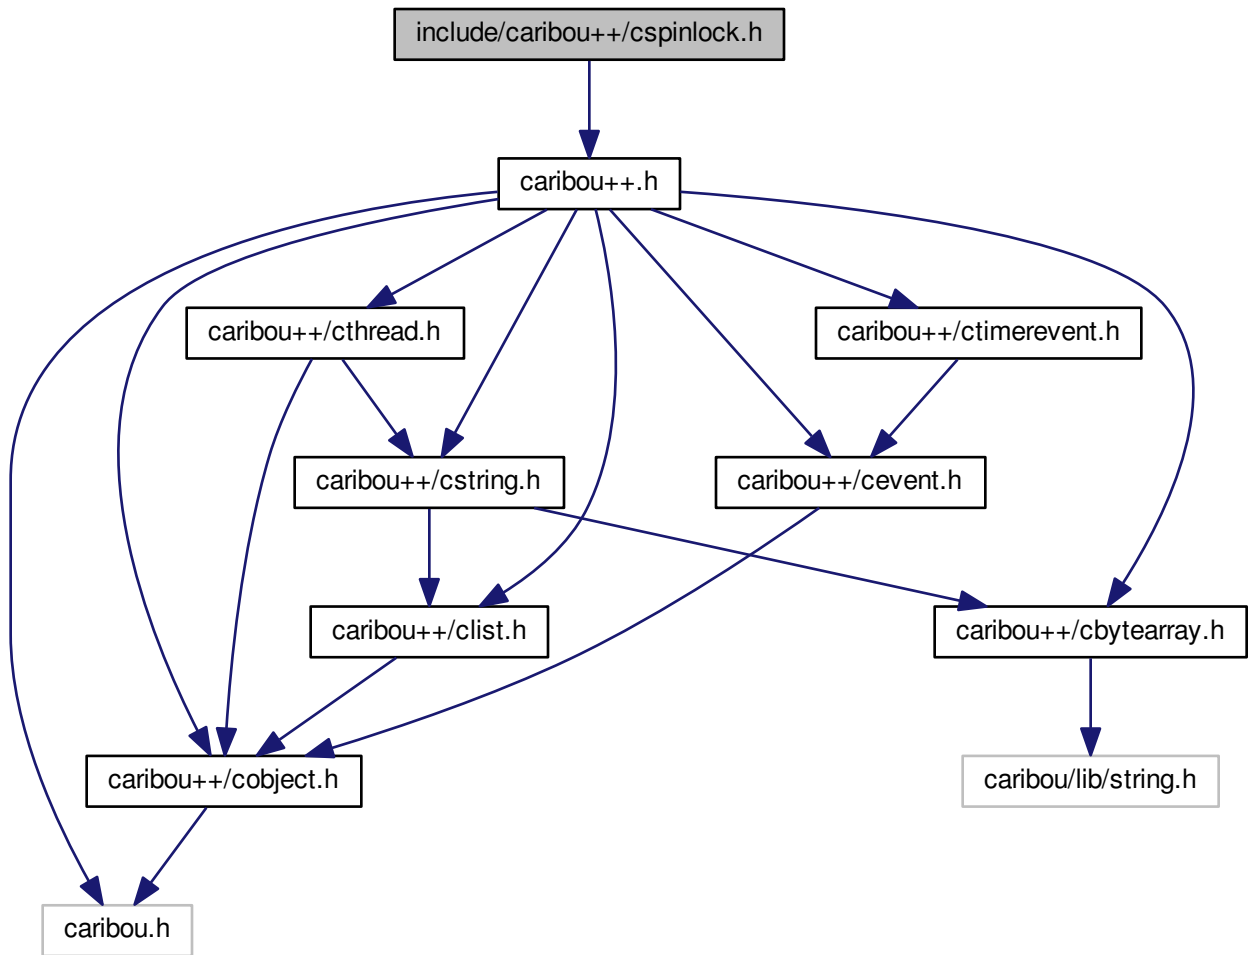 include/caribou++/cspinlock.h
caribou++.h
caribou++/cthread.h
caribou++/ctimerevent.h
caribou++/cstring.h
caribou++/cevent.h
caribou++/clist.h
caribou++/cbytearray.h
caribou++/cobject.h
caribou/lib/string.h
caribou.h